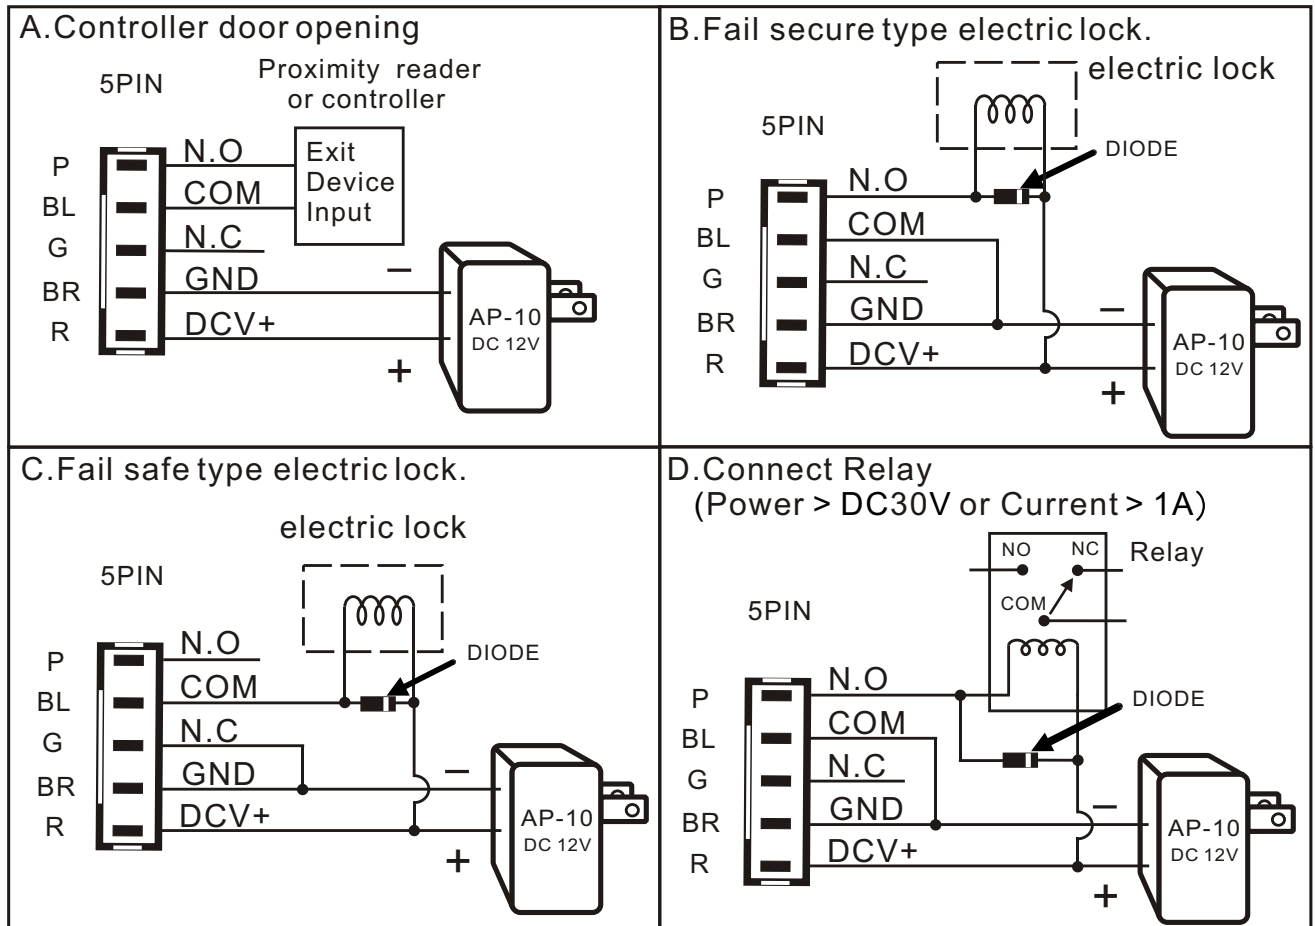 A.Controller door opening
5PIN
Proximity reader
or controller
P
N.O
Exit
Device
Input
BL
COM
G
N.C
BR
GND
R
DCV+
−
+
AP-10
DC 12V
B.Fail secure type electric lock.
electric lock
5PIN
DIODE
P
N.O
BL
COM
G
N.C
BR
GND
R
DCV+
−
+
AP-10
DC 12V
C.Fail safe type electric lock.
electric lock
5PIN
DIODE
P
N.O
BL
COM
G
N.C
BR
GND
R
DCV+
−
+
AP-10
DC 12V
D.Connect Relay
(Power > DC30V or Current > 1A)
NO
NC
Relay
COM
5PIN
DIODE
P
N.O
BL
COM
G
N.C
BR
GND
R
DCV+
−
+
AP-10
DC 12V